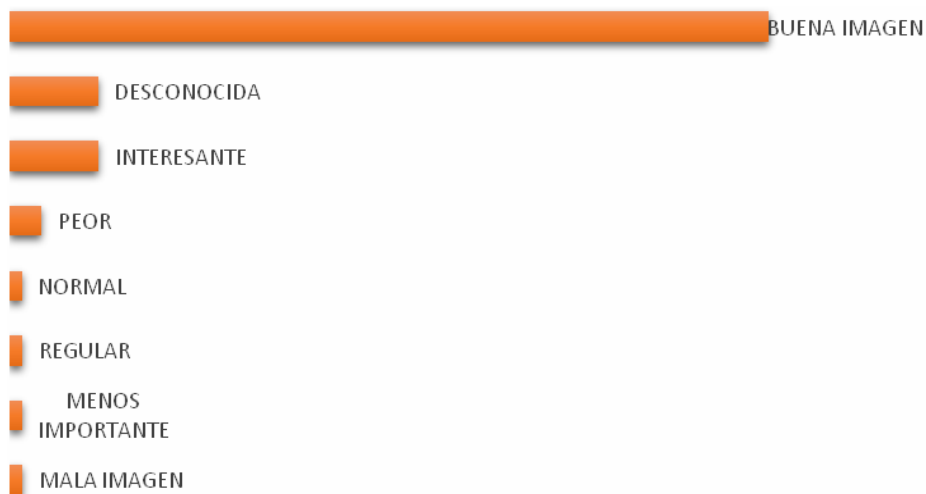 BUENA IMAGEN
DESCONOCIDA
INTERESANTE
PEOR
NORMAL
REGULAR
MENOS
IMPORTANTE
MALA IMAGEN